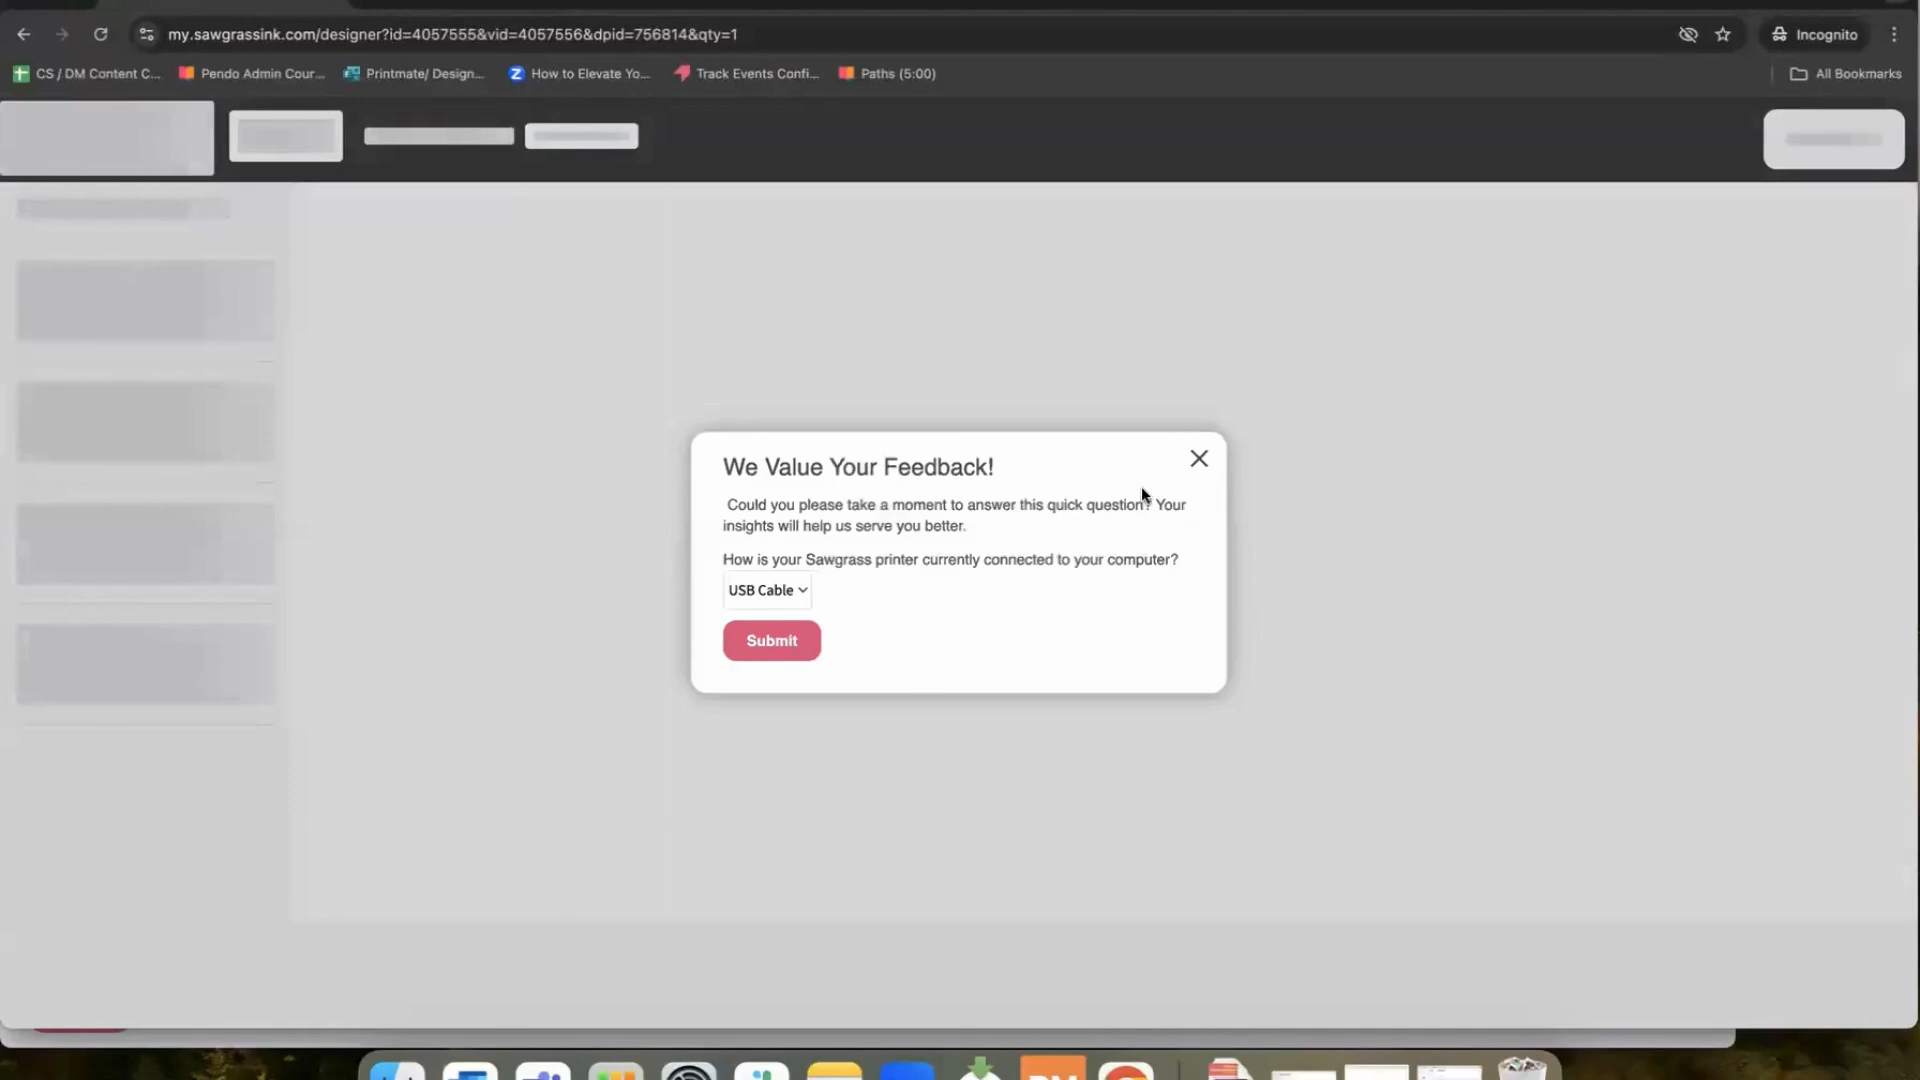 my.sawgrassink.com/designer?id=4057555&vid=4057556&dpid=756814&qty=1
Incognito
CS / DM Content C...
Pendo Admin Cour...
Printmate/ Design...
How to Elevate Yo...
Track Events Confi...
Paths (5:00)
All Bookmarks
We Value Your Feedback!
Could you please take a moment to answer this quick question? Your
insights will help us serve you better.
How is your Sawgrass printer currently connected to your computer?
USB Cable
Submit